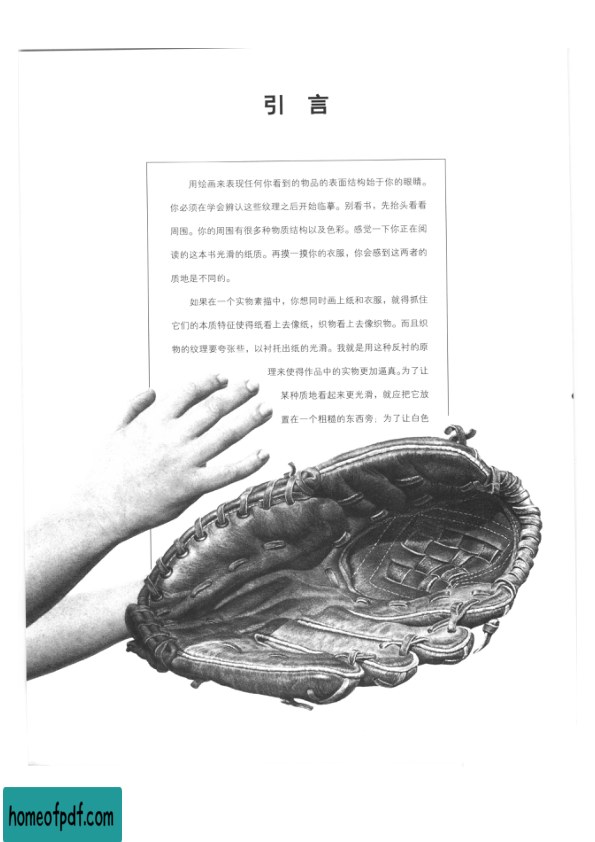 引 言
用绘画来表现任何你看到的物品的表面结构始于你的眼睛。
你必须在学会辨认这些纹理之后开始临摹。别看书，先抬头看看
周围。你的周围有很多种物质结构以及色彩。感觉一下你正在阅
读的这本书光滑的纸质。再摸一摸你的衣服，你会感到这两者的
质地是不同的。
如果在一个实物素描中，你想同时画上纸和衣服，就得抓住
它们的本质特征使得纸看上去像纸，织物看上去像织物。而且织
物的纹理要夸张些，以衬托出纸的光滑。我就是用这种反衬的原
理来使得作品中的实物更加逼真。为了让
某种质地看起来更光滑，就应把它放
置在一个粗糙的东西旁；为了让白色
homeofpdf.com